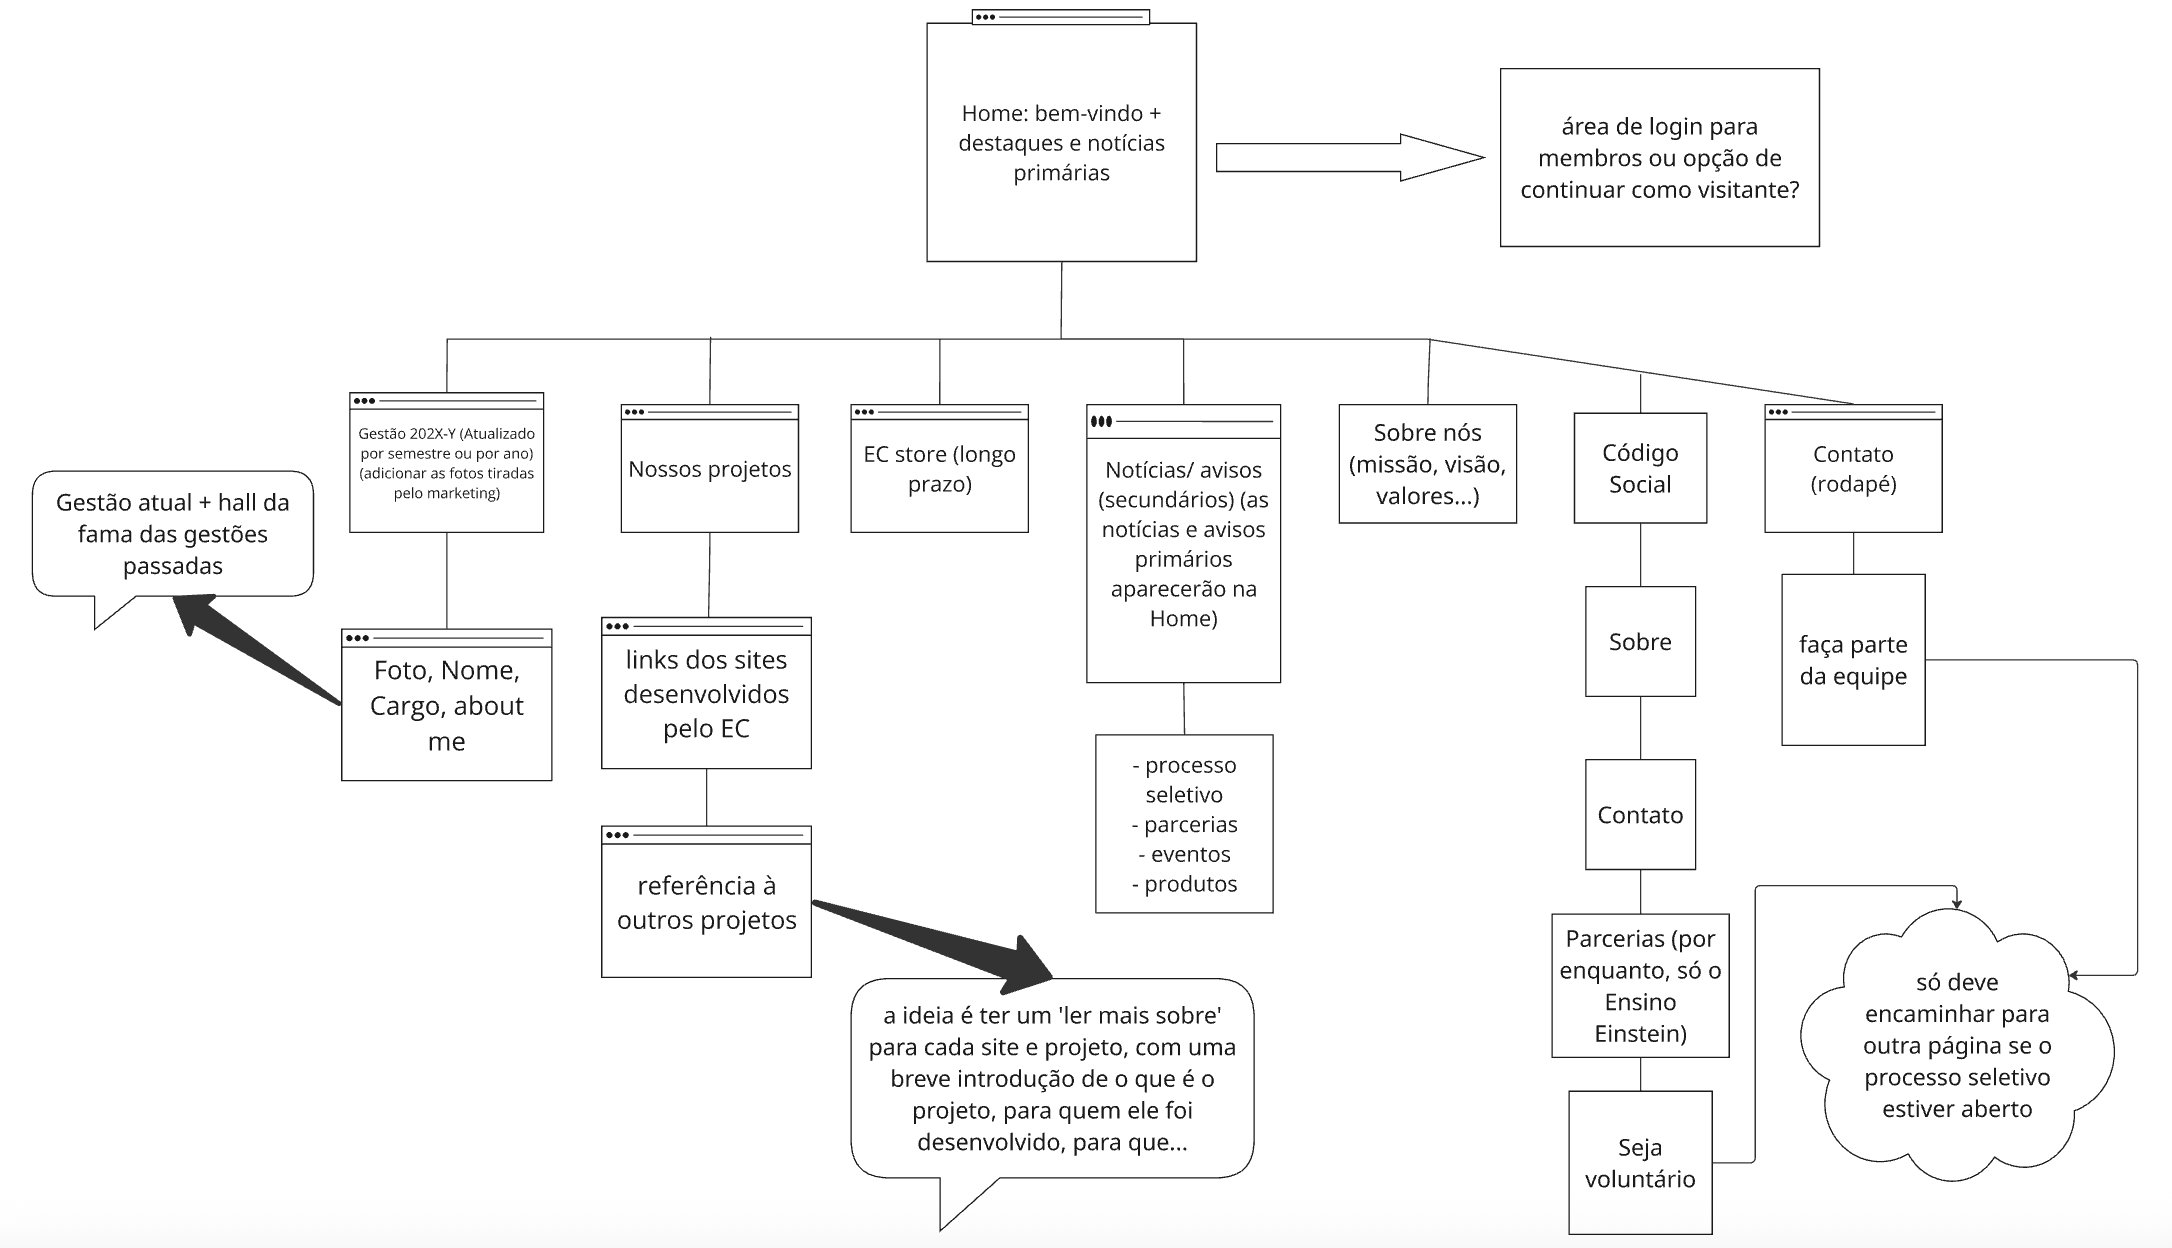 Home: bem-vindo +
destaques e notícias
primárias
área de login para
membros ou opção de
continuar como visitante?
Gestão 202X-Y (Atualizado
por semestre ou por ano)
(adicionar as fotos tiradas
pelo marketing)
Nossos projetos
EC store (longo
prazo)
Notícias/ avisos
(secundários) (as
notícias e avisos
primários
aparecerão na
Home)
Sobre nós
(missão, visão,
valores...)
Código
Social
Contato
(rodapé)
Gestão atual + hall da
fama das gestões
passadas
Foto, Nome,
Cargo, about
me
links dos sites
desenvolvidos
pelo EC
referência à
outros projetos
a ideia é ter um 'ler mais sobre'
para cada site e projeto, com uma
breve introdução de o que é o
projeto, para quem ele foi
desenvolvido, para que...
- processo
seletivo
- parcerias
- eventos
- produtos
Sobre
Contato
Parcerias (por
enquanto, só o
Ensino
Einstein)
Seja
voluntário
faça parte
da equipe
só deve
encaminhar para
outra página se o
processo seletivo
estiver aberto